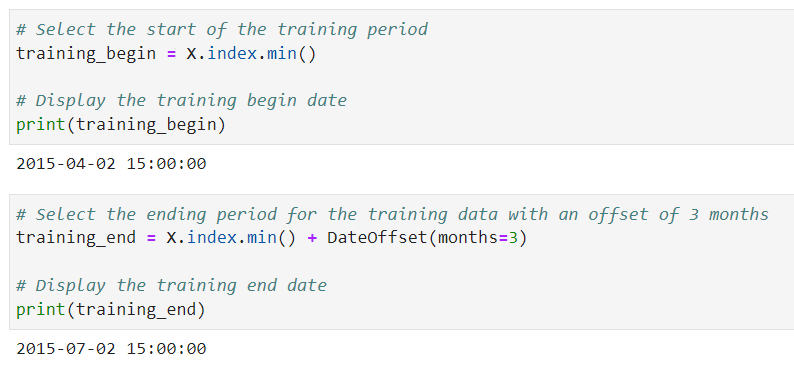 # Select the start of the training period
training_begin = X.index.min()
# Display the training begin date
print(training_begin)
2015-04-02 15:00:00
# Select the ending period for the training data with an offset of 3 months
training_end = X.index.min() + DateOffset(months=3)
# Display the training end date
print(training_end)
2015-07-02 15:00:00